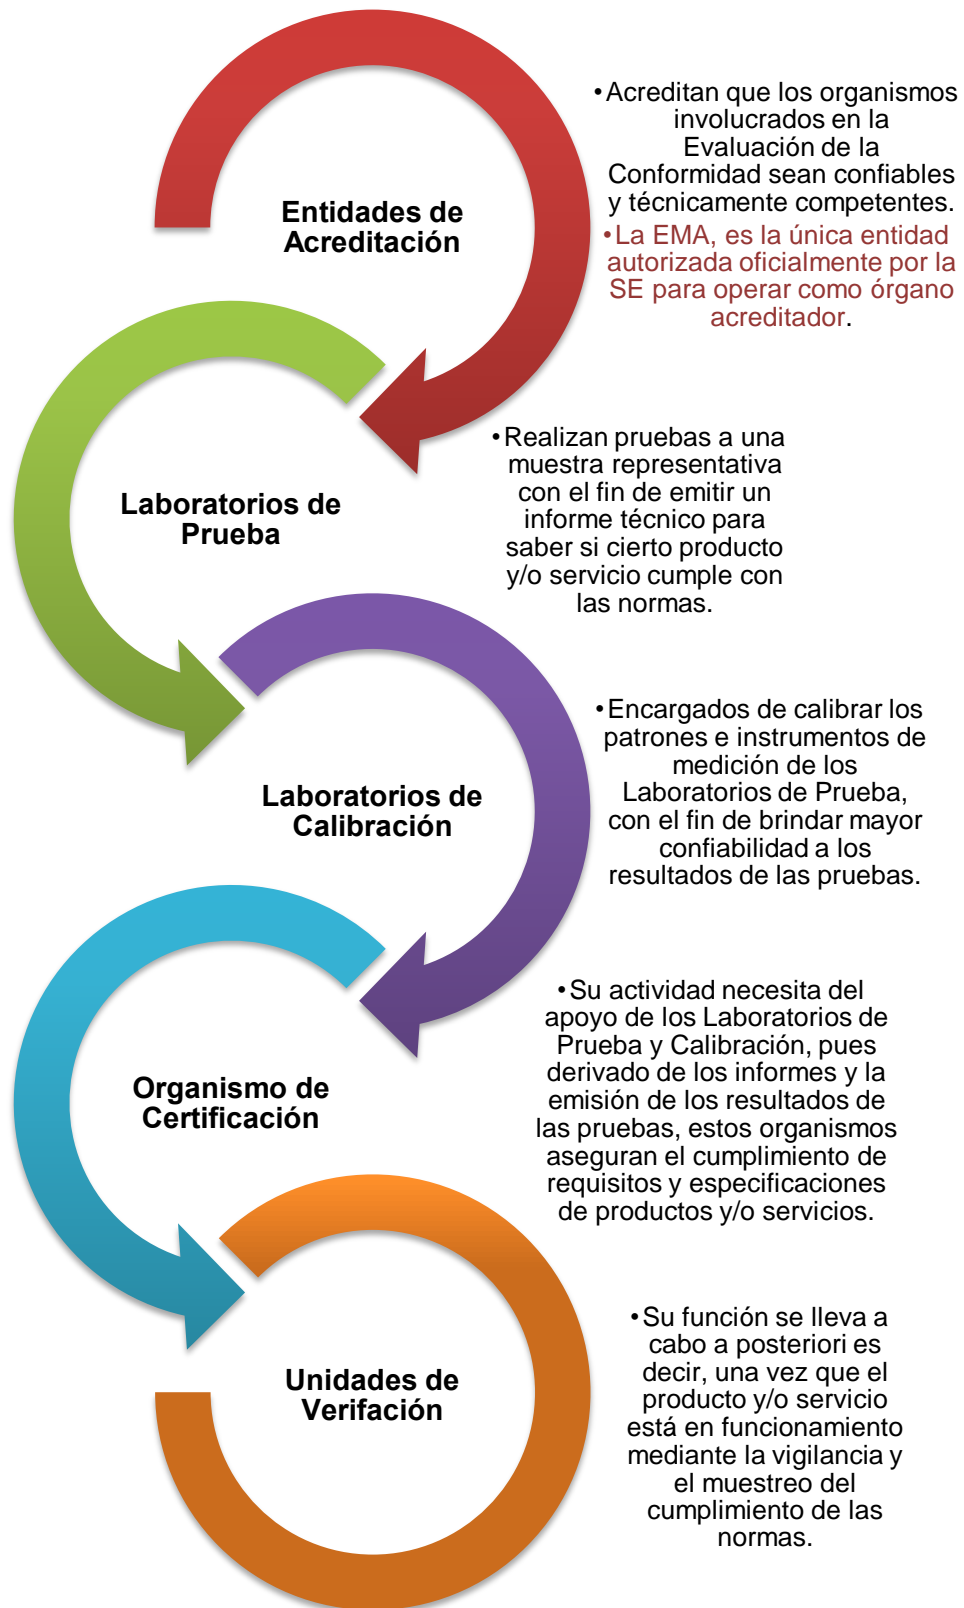 Entidades de
Acreditación
•Acreditan que los organismos
involucrados en la
Evaluación de la
Conformidad sean confiables
y técnicamente competentes.
•La EMA, es la única entidad
autorizada oficialmente por la
SE para operar como órgano
acreditador.
Laboratorios de
Prueba
•Realizan pruebas a una
muestra representativa
con el fin de emitir un
informe técnico para
saber si cierto producto
y/o servicio cumple con
las normas.
Laboratorios de
Calibración
•Encargados de calibrar los
patrones e instrumentos de
medición de los
Laboratorios de Prueba,
con el fin de brindar mayor
confiabilidad a los
resultados de las pruebas.
Organismo de
Certificación
•Su actividad necesita del
apoyo de los Laboratorios de
Prueba y Calibración, pues
derivado de los informes y la
emisión de los resultados de
las pruebas, estos organismos
aseguran el cumplimiento de
requisitos y especificaciones
de productos y/o servicios.
Unidades de
Verifación
•Su función se lleva a
cabo a posteriori es
decir, una vez que el
producto y/o servicio
está en funcionamiento
mediante la vigilancia y
el muestreo del
cumplimiento de las
normas.